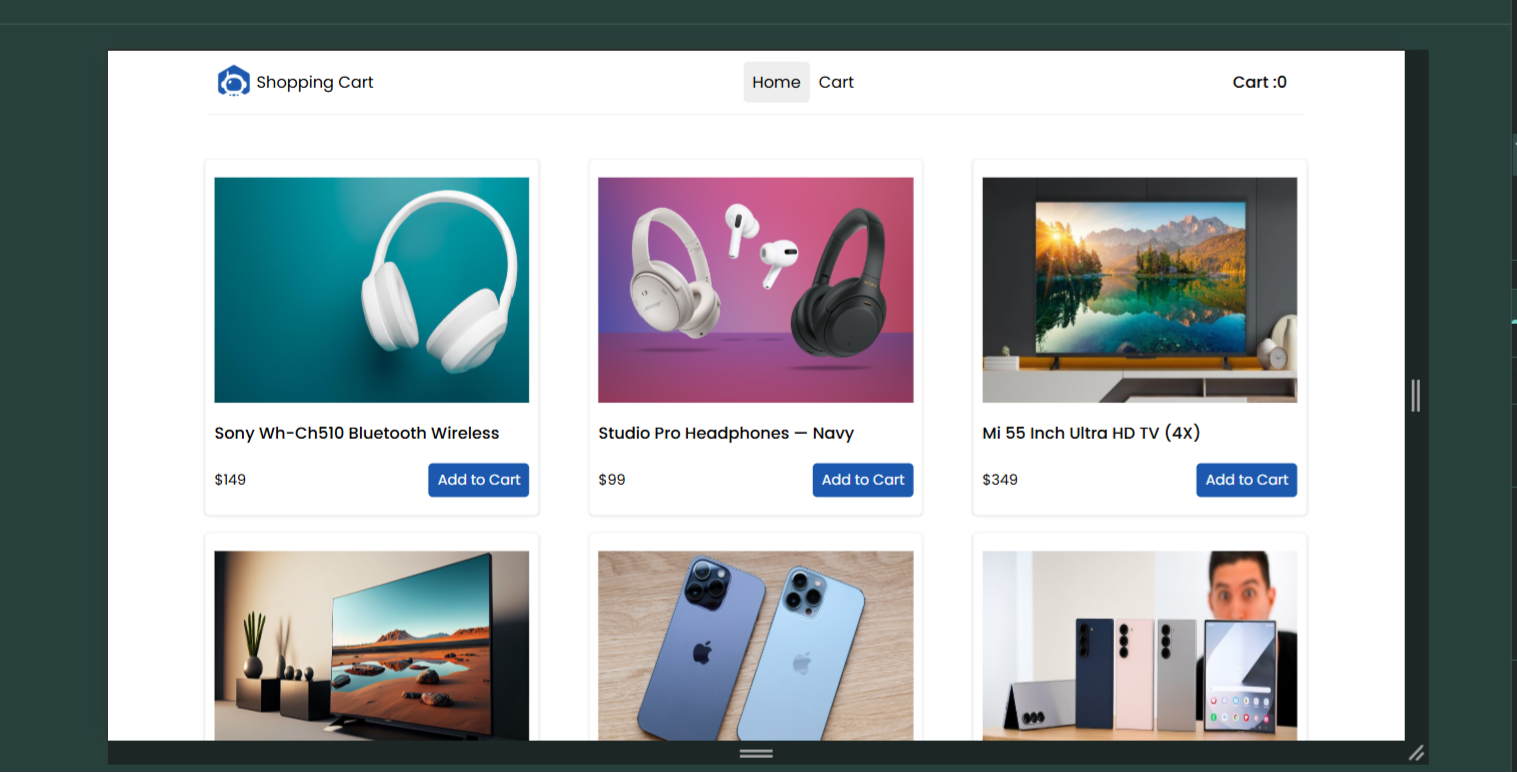 Shopping Cart
Home
Cart
Cart :0
Sony Wh-Ch510 Bluetooth Wireless
$149
Add to Cart
Studio Pro Headphones — Navy
$99
Add to Cart
Mi 55 Inch Ultra HD TV (4X)
$349
Add to Cart